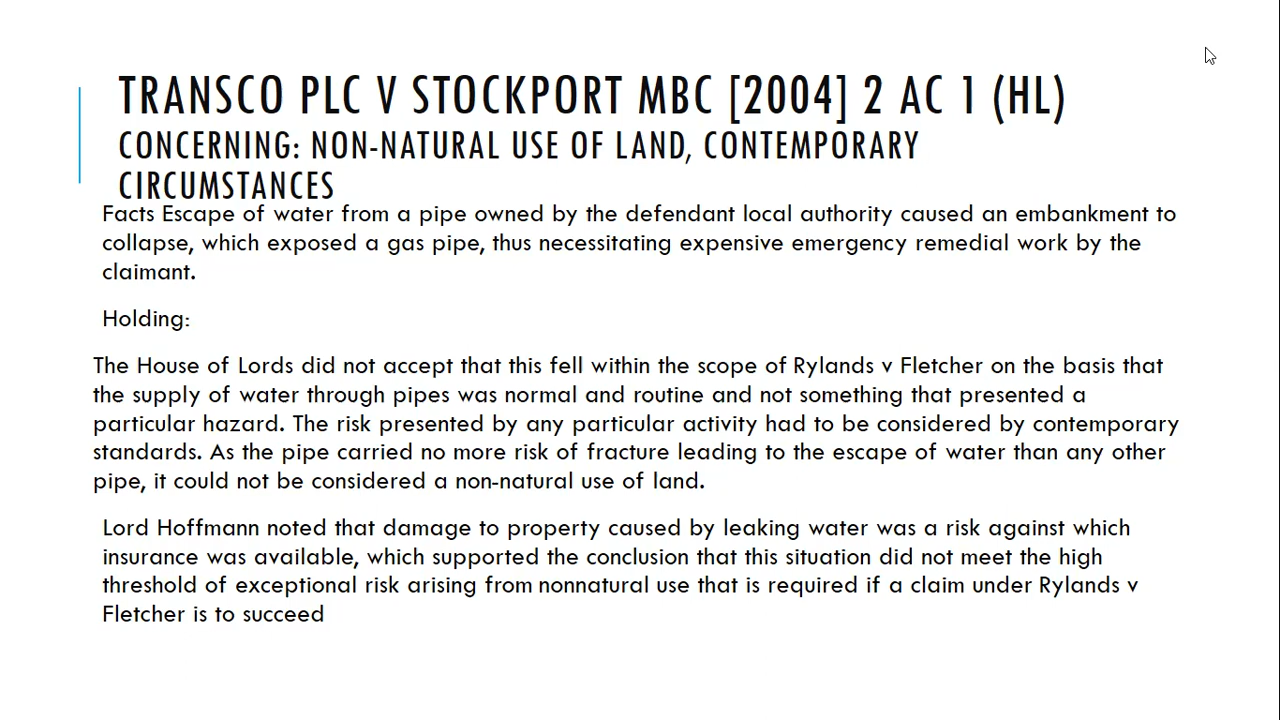 TRANSCO PLC V STOCKPORT MBC [2004] 2 AC 1 (HL)
CONCERNING: NON-NATURAL USE OF LAND, CONTEMPORARY
CIRCUMSTANCES
Facts Escape of water from a pipe owned by the defendant local authority caused an embankment to
collapse, which exposed a gas pipe, thus necessitating expensive emergency remedial work by the
claimant.
Holding:
The House of Lords did not accept that this fell within the scope of Rylands v Fletcher on the basis that
the supply of water through pipes was normal and routine and not something that presented a
particular hazard. The risk presented by any particular activity had to be considered by contemporary
standards. As the pipe carried no more risk of fracture leading to the escape of water than any other
pipe, it could not be considered a non-natural use of land.
Lord Hoffmann noted that damage to property caused by leaking water was a risk against which
insurance was available, which supported the conclusion that this situation did not meet the high
threshold of exceptional risk arising from nonnatural use that is required if a claim under Rylands v
Fletcher is to succeed